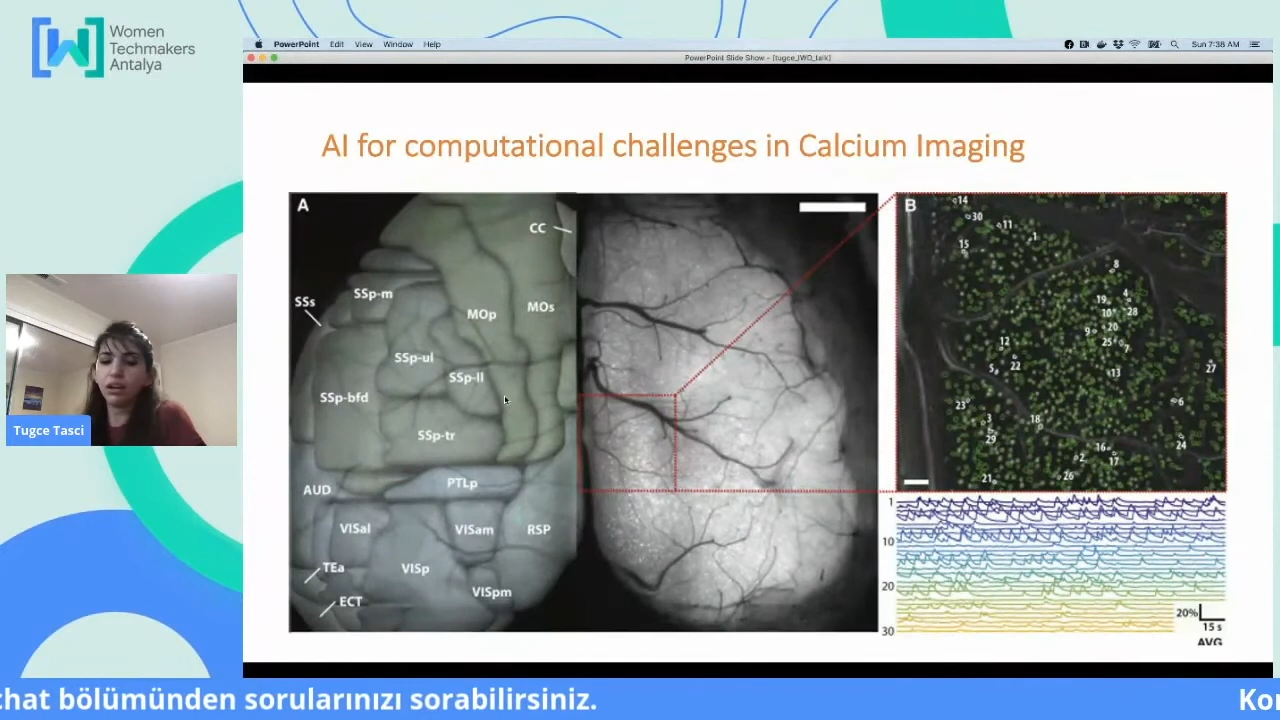 Women
Techmakers
Antalya
PowerPoint Edit View Window Help
Sun 7:38 AM
PowerPoint Slide Show - [tugce_IWD_talk]
AI for computational challenges in Calcium Imaging
A
CC
SSs
SSp-m
MOp
MOs
SSp-ul
SSp-ll
SSp-bfd
SSp-tr
AUD
PTLp
VISal
VISam
RSP
TEa
VISp
ECT
VISpm
B
14
30
11
1
15
8
4
19
10
28
9
20
25
7
12
5
22
13
27
23
6
3
18
29
24
16
2
17
21
26
1
10
20
30
20%
15 s
AVG
Tugce Tasci
chat bölümünden sorularınızı sorabilirsiniz.
Kon